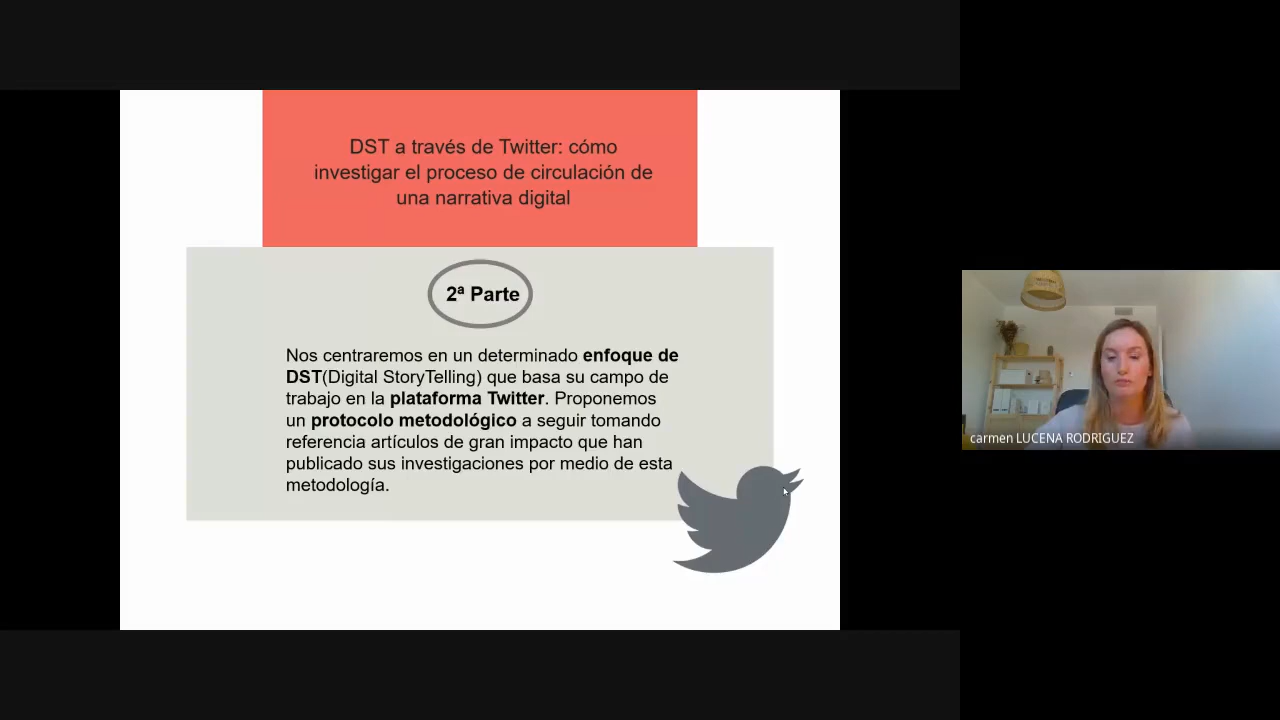 DST a través de Twitter: cómo
investigar el proceso de circulación de
una narrativa digital
2ª Parte
Nos centraremos en un determinado enfoque de
DST(Digital StoryTelling) que basa su campo de
trabajo en la plataforma Twitter. Proponemos
un protocolo metodológico a seguir tomando
referencia artículos de gran impacto que han
publicado sus investigaciones por medio de esta
metodología.
carmen LUCENA RODRIGUEZ